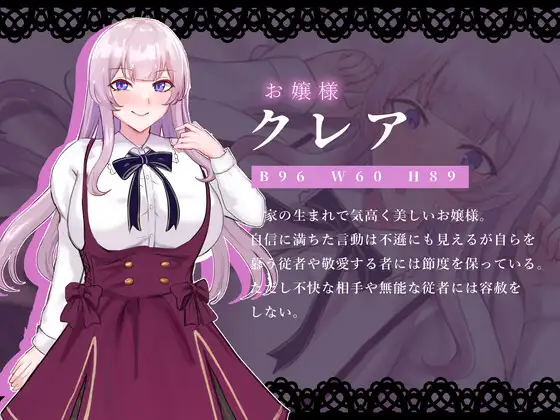 お嬢様
クレア
B96 W60 H89
家の生まれで気高く美しいお嬢様。
自信に満ちた言動は不遜にも見えるが自らを
慕う従者や敬愛する者には節度を保っている。
ただし不快な相手や無能な従者には容赦を
しない。